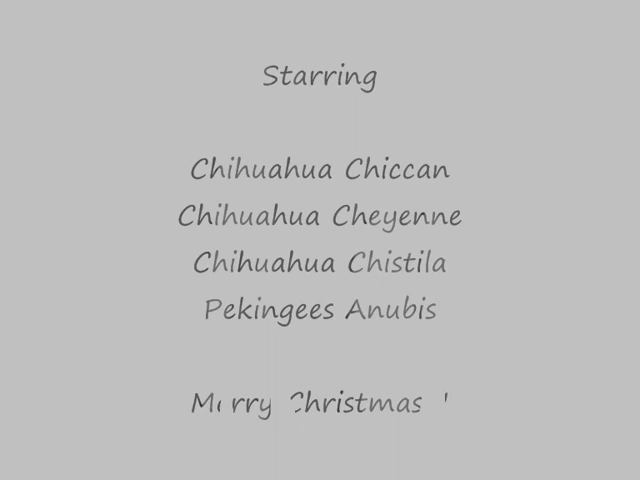 Starring
Chihuahua Chiccan
Chihuahua Cheyenne
Chihuahua Chistila
Pekingees Anubis
Merry Christmas !